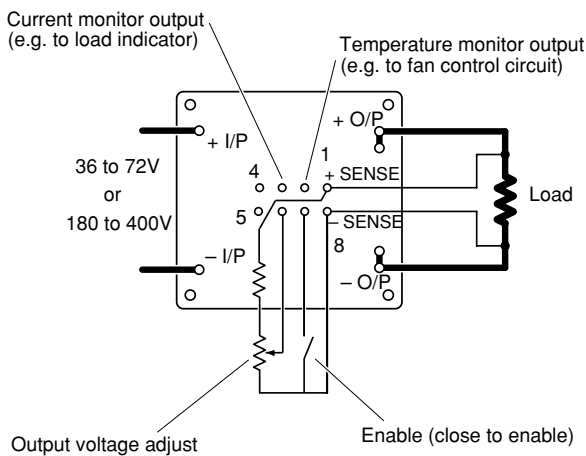 Current monitor output
(e.g. to load indicator)
Temperature monitor output
(e.g. to fan control circuit)
+ O/P
+ I/P
4
1
+ SENSE
36 to 72V
or
180 to 400V
Load
5
– SENSE
8
– I/P
– O/P
Output voltage adjust
Enable (close to enable)